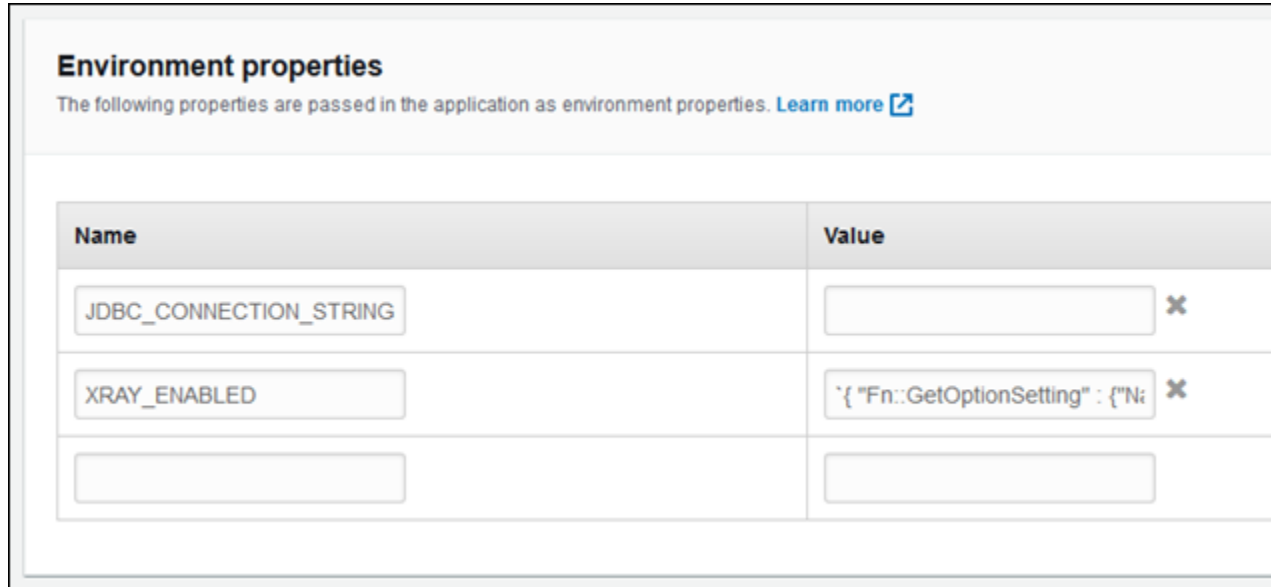 Environment properties
The following properties are passed in the application as environment properties. Learn more
Name Value
JDBC_CONNECTION_STRING
XRAY_ENABLED `{ "Fn::GetOptionSetting" : {"Na